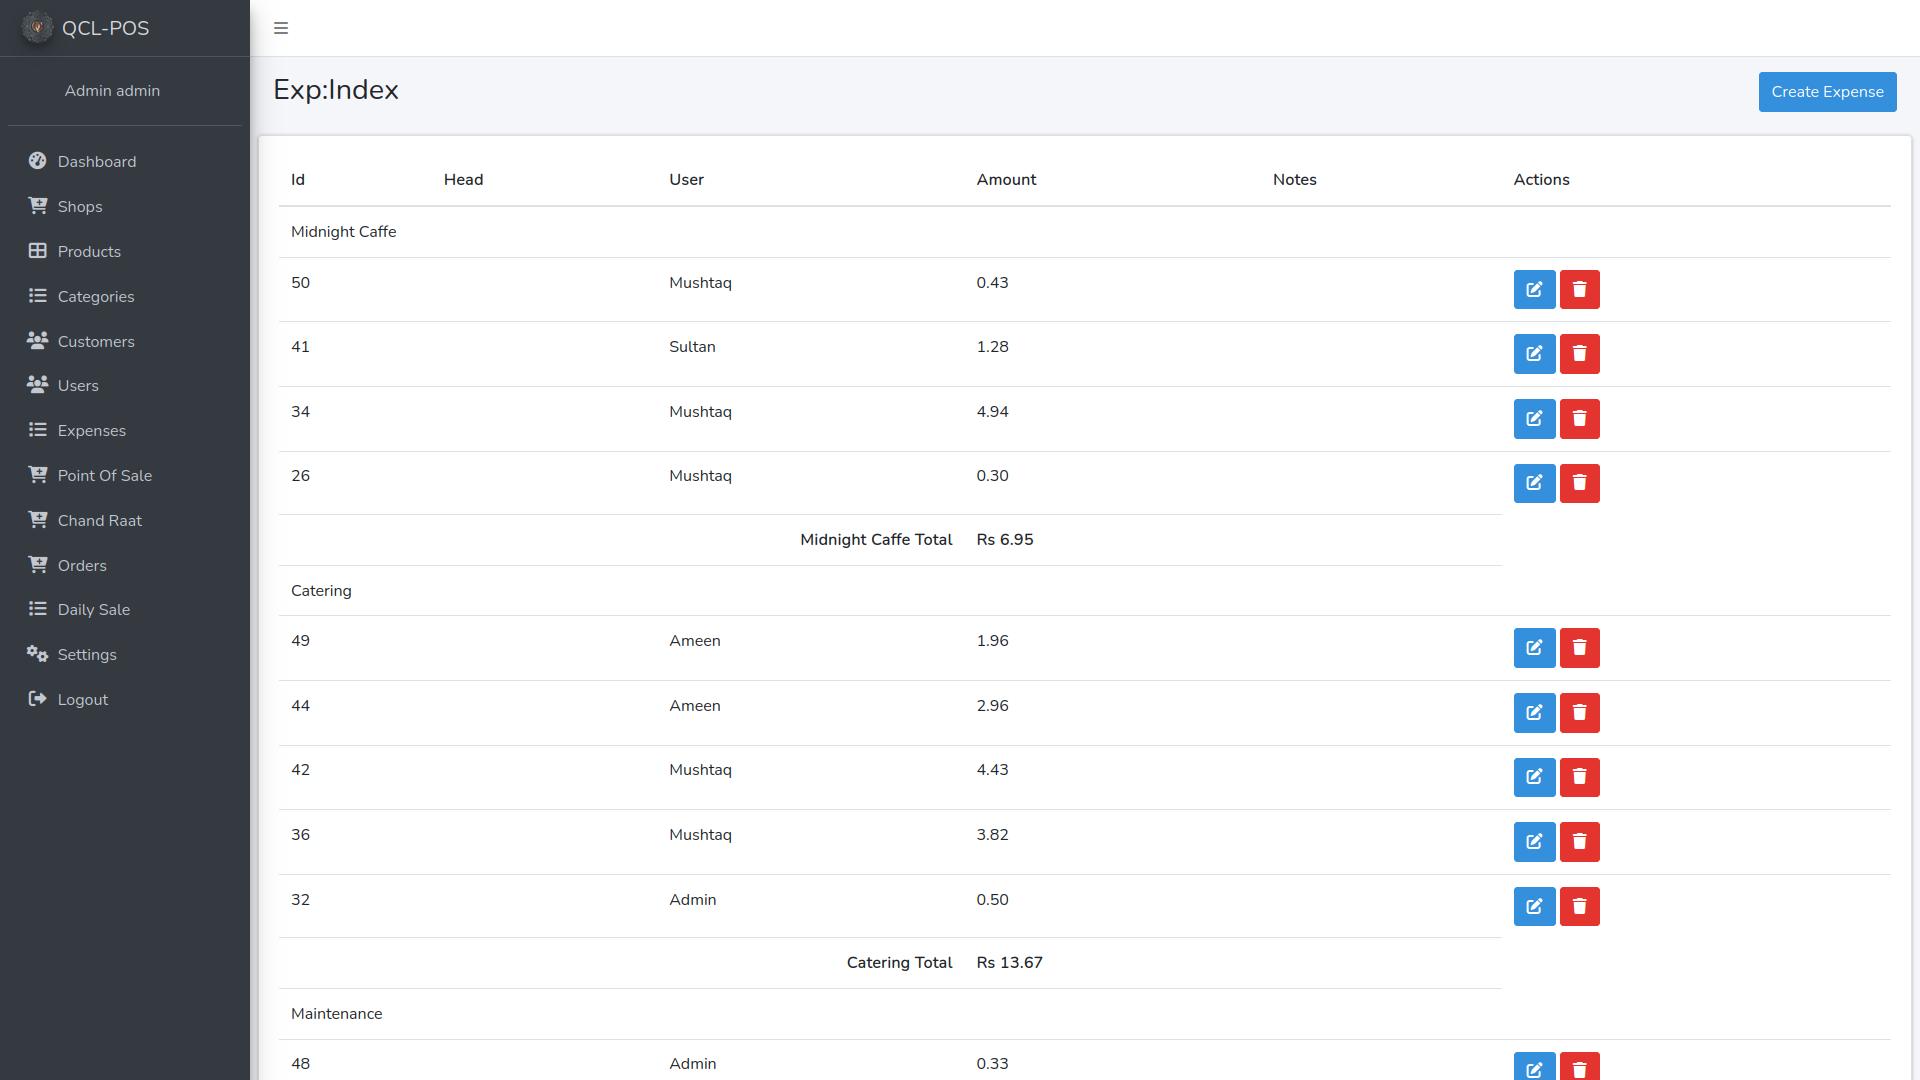 QCL-POS
Admin admin
Dashboard
Shops
Products
Categories
Customers
Users
Expenses
Point Of Sale
Chand Raat
Orders
Daily Sale
Settings
Logout
Exp:Index
Create Expense
Id Head User Amount Notes Actions
Midnight Caffe
50 Mushtaq 0.43
41 Sultan 1.28
34 Mushtaq 4.94
26 Mushtaq 0.30
Midnight Caffe Total Rs 6.95
Catering
49 Ameen 1.96
44 Ameen 2.96
42 Mushtaq 4.43
36 Mushtaq 3.82
32 Admin 0.50
Catering Total Rs 13.67
Maintenance
48 Admin 0.33